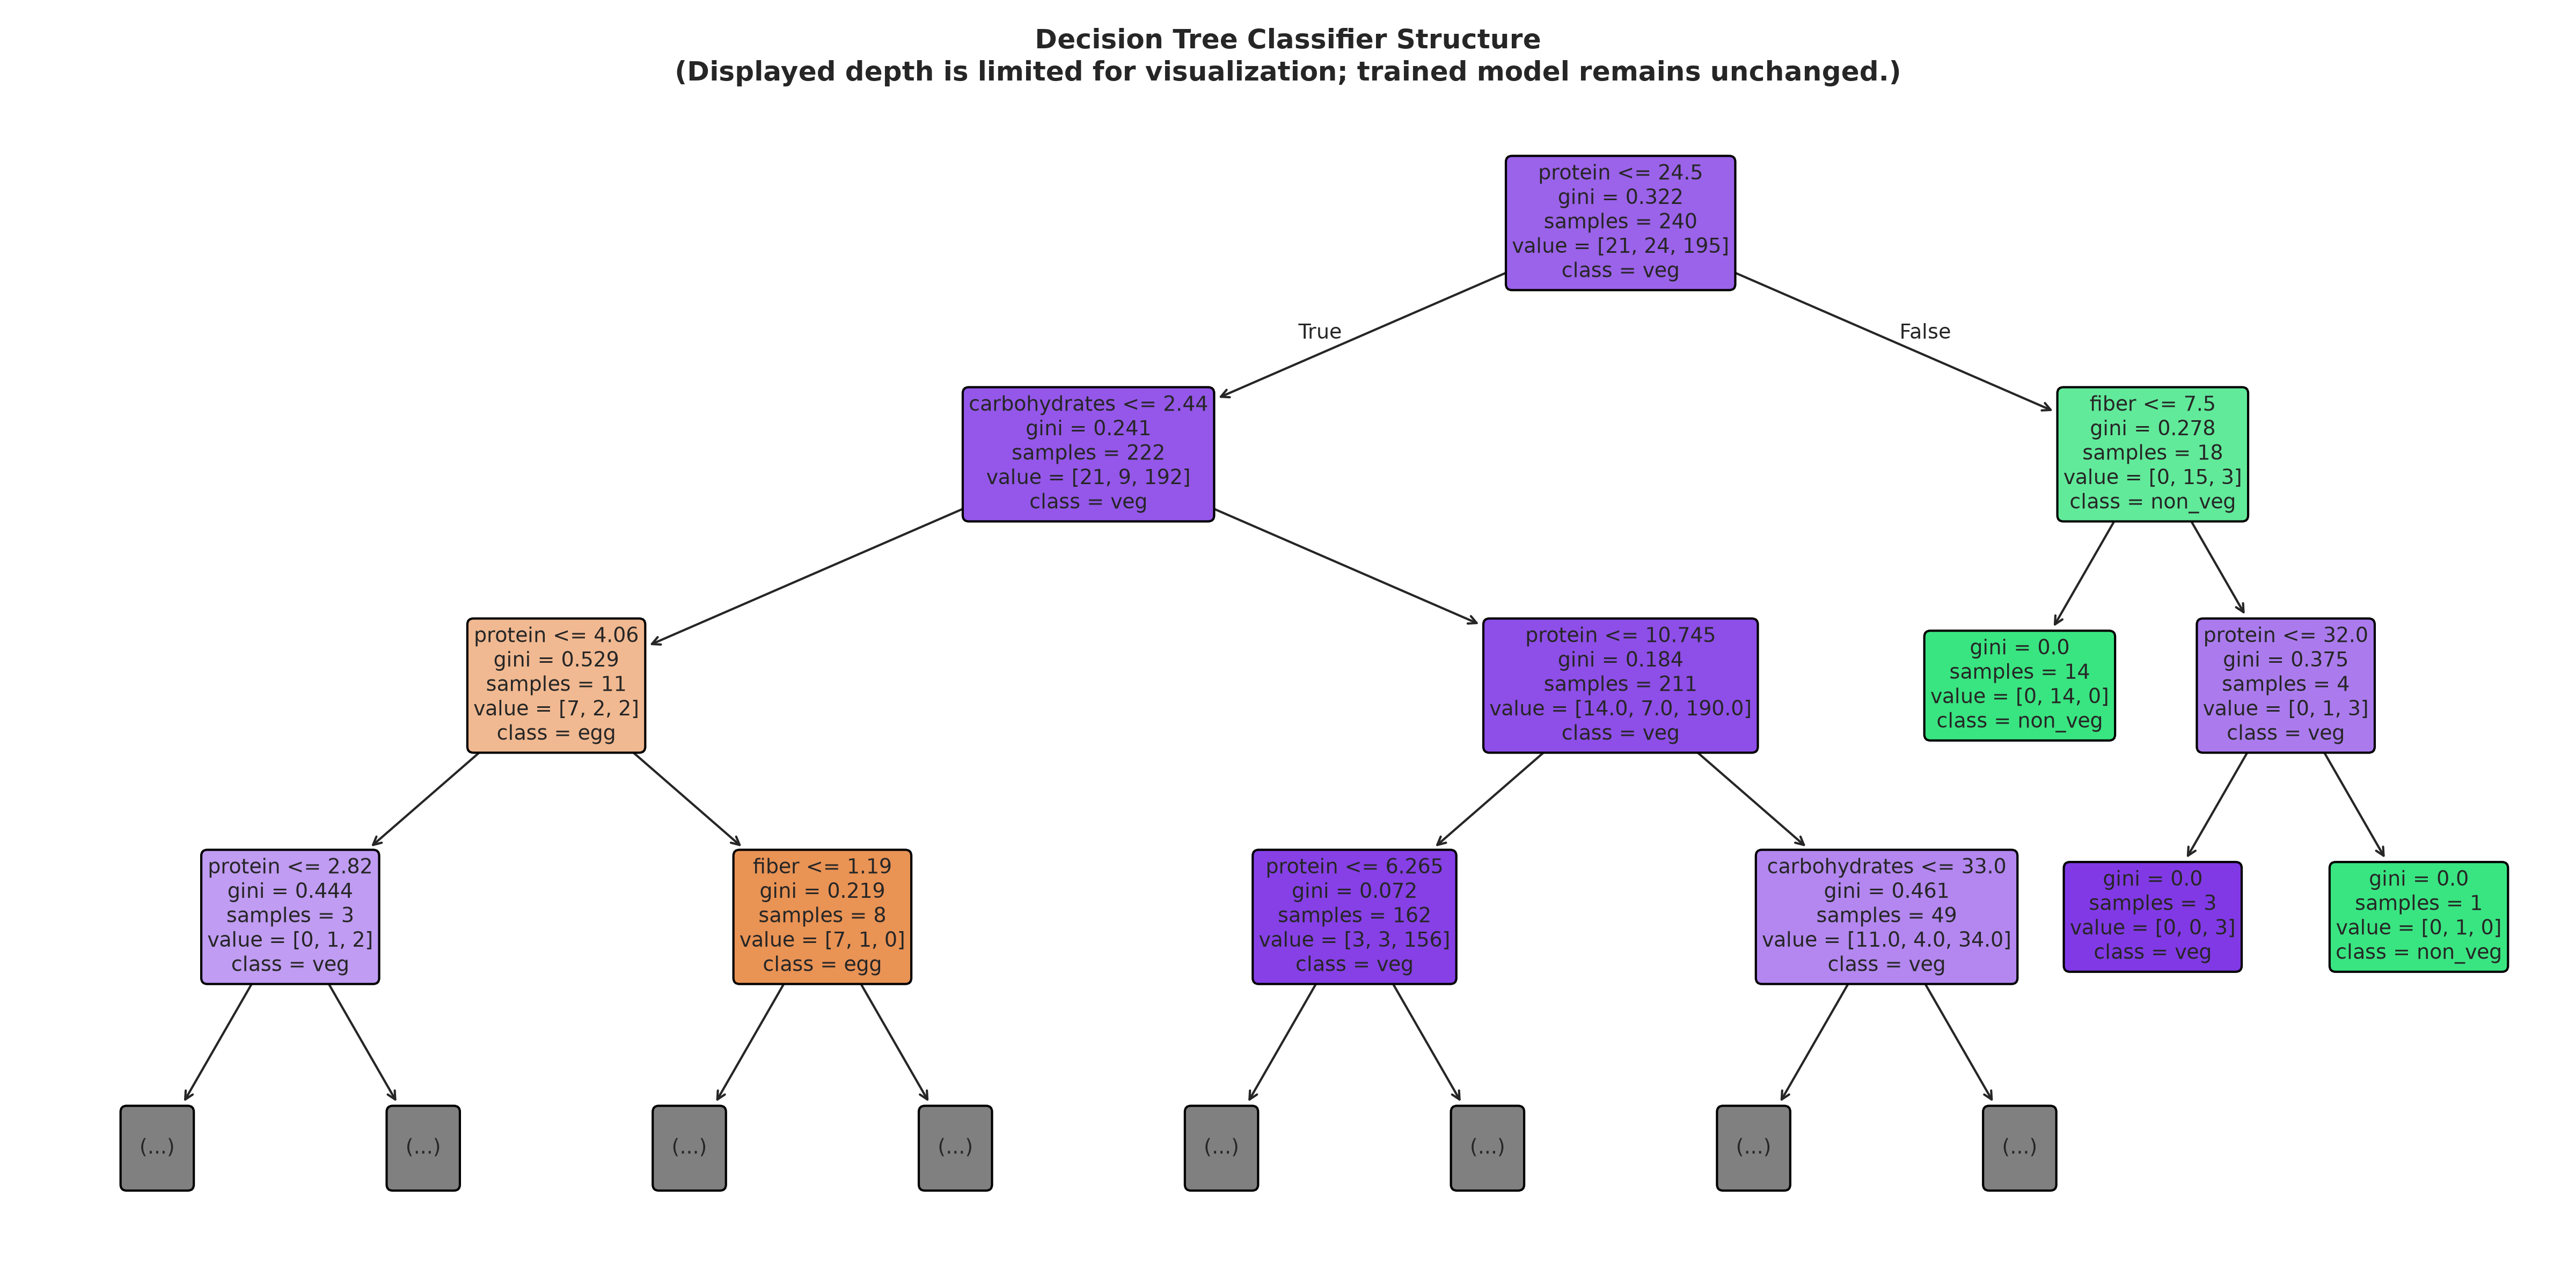 Decision Tree Classifier Structure
(Displayed depth is limited for visualization; trained model remains unchanged.)
protein <= 24.5
gini = 0.322
samples = 240
value = [21, 24, 195]
class = veg
True
False
carbohydrates <= 2.44
gini = 0.241
samples = 222
value = [21, 9, 192]
class = veg
fiber <= 7.5
gini = 0.278
samples = 18
value = [0, 15, 3]
class = non_veg
protein <= 4.06
gini = 0.529
samples = 11
value = [7, 2, 2]
class = egg
protein <= 10.745
gini = 0.184
samples = 211
value = [14.0, 7.0, 190.0]
class = veg
gini = 0.0
samples = 14
value = [0, 14, 0]
class = non_veg
protein <= 32.0
gini = 0.375
samples = 4
value = [0, 1, 3]
class = veg
protein <= 2.82
gini = 0.444
samples = 3
value = [0, 1, 2]
class = veg
fiber <= 1.19
gini = 0.219
samples = 8
value = [7, 1, 0]
class = egg
protein <= 6.265
gini = 0.072
samples = 162
value = [3, 3, 156]
class = veg
carbohydrates <= 33.0
gini = 0.461
samples = 49
value = [11.0, 4.0, 34.0]
class = veg
gini = 0.0
samples = 3
value = [0, 0, 3]
class = veg
gini = 0.0
samples = 1
value = [0, 1, 0]
class = non_veg
(...)
(...)
(...)
(...)
(...)
(...)
(...)
(...)